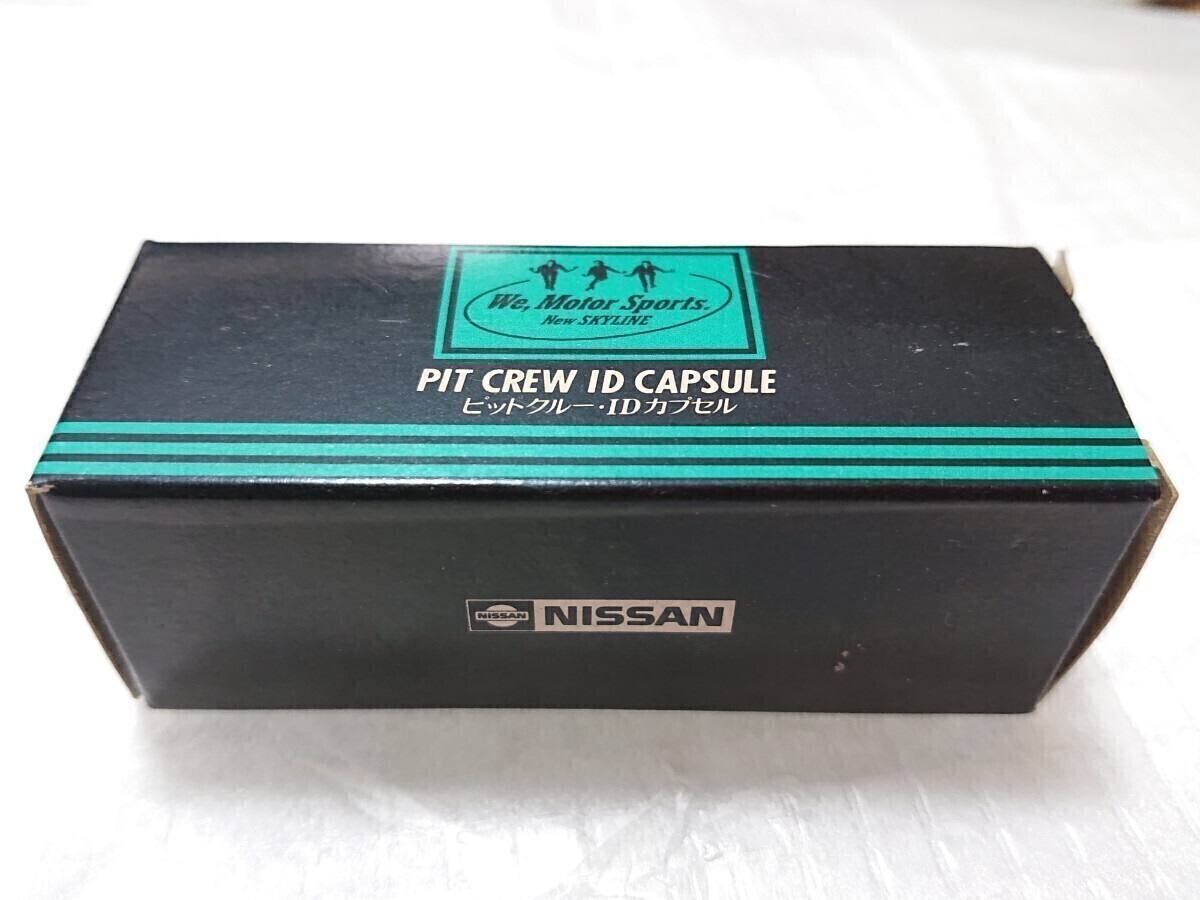 We, Motor Sports.
New SKYLINE
PIT CREW ID CAPSULE
ピットクルー・IDカプセル
NISSAN NISSAN